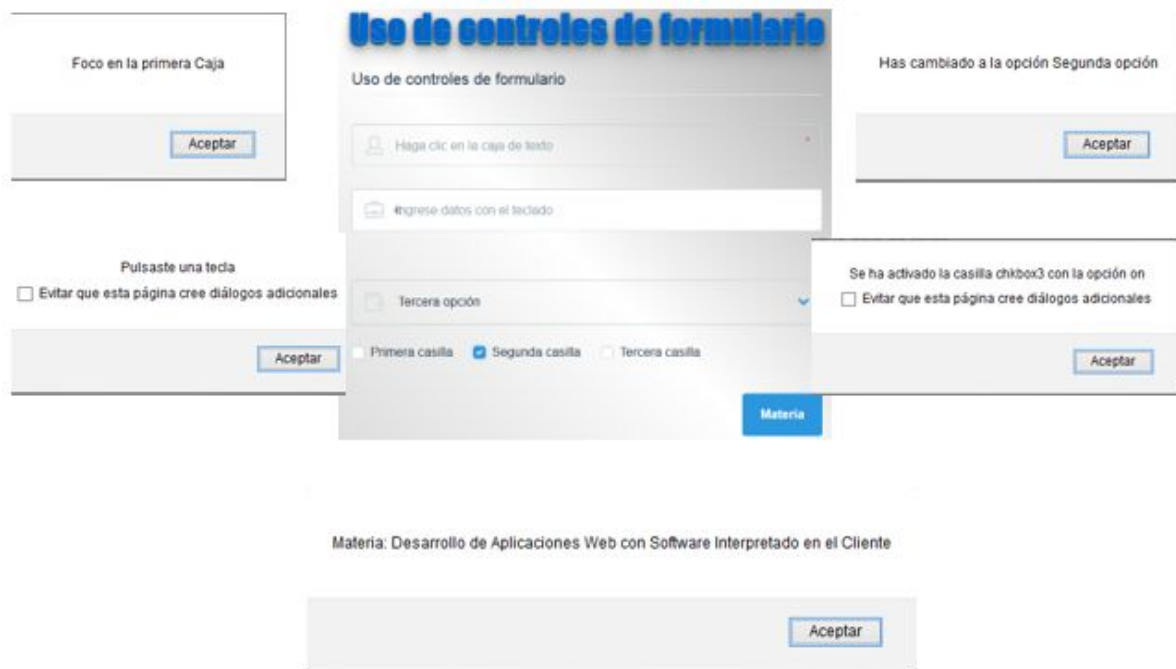 Uso de controles de formulario
Foco en la primera Caja
Aceptar
Uso de controles de formulario
Haga clic en la caja de texto *
Ingrese datos con el teclado
Has cambiado a la opción Segunda opción
Aceptar
Pulsaste una tecla
Evitar que esta página cree diálogos adicionales
Aceptar
Tercera opción
Primera casilla Segunda casilla Tercera casilla
Materia
Se ha activado la casilla chkbox3 con la opción on
Evitar que esta página cree diálogos adicionales
Aceptar
Materia: Desarrollo de Aplicaciones Web con Software Interpretado en el Cliente
Aceptar